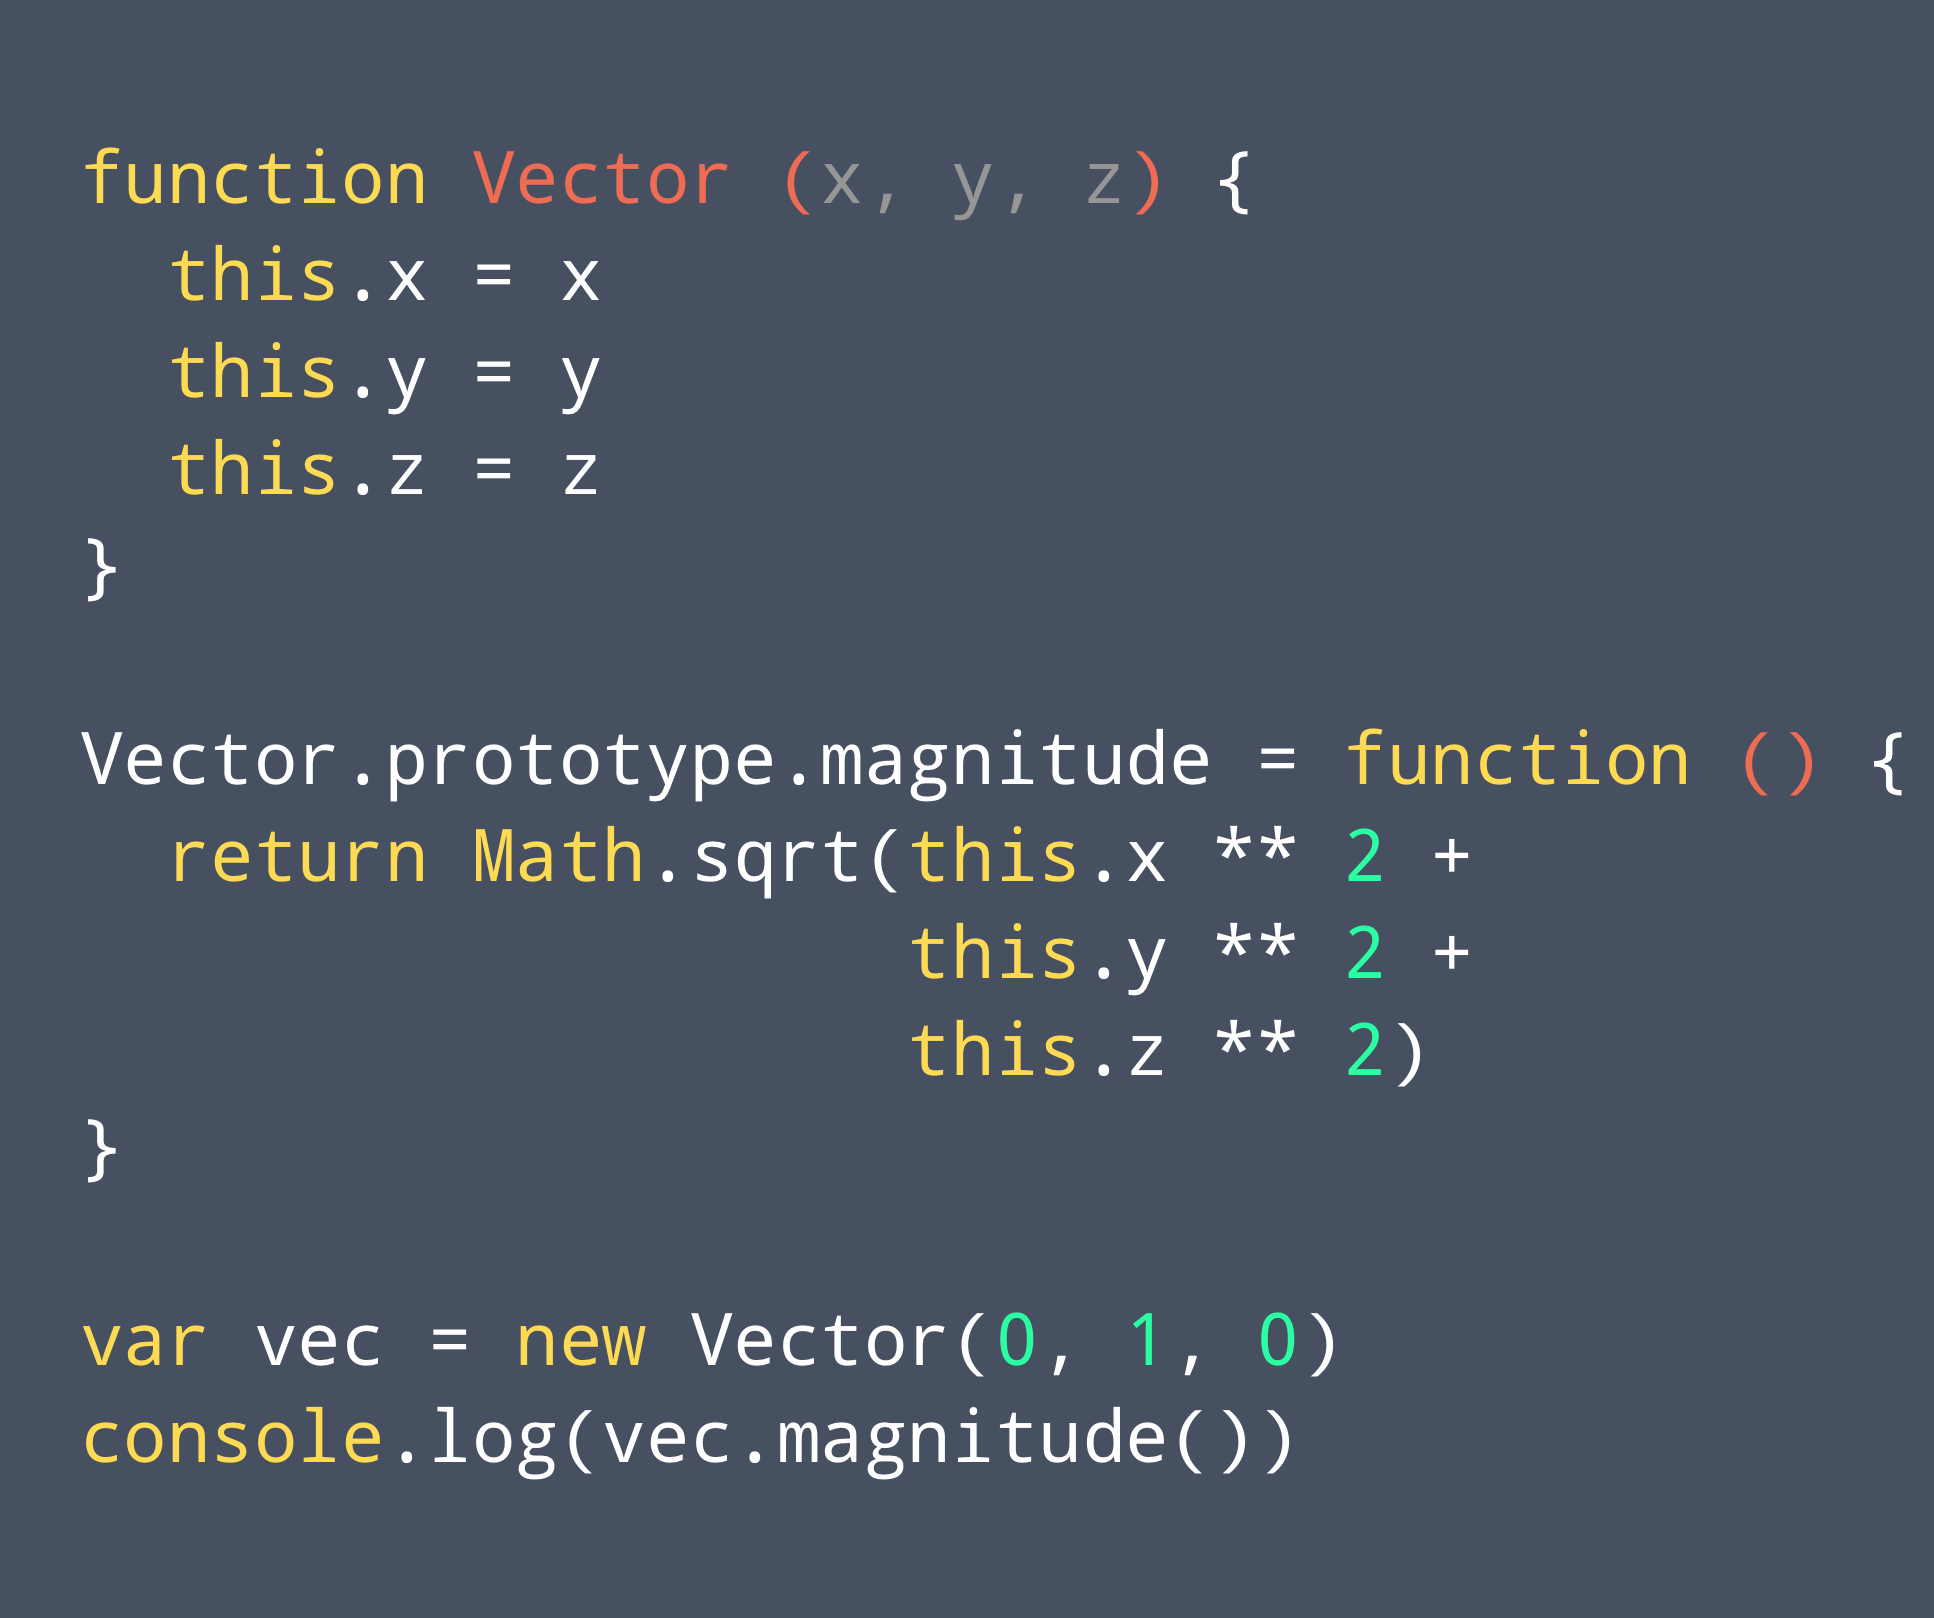 function Vector (x, y, z) {
  this.x = x
  this.y = y
  this.z = z
}

Vector.prototype.magnitude = function () {
  return Math.sqrt(this.x ** 2 +
                   this.y ** 2 +
                   this.z ** 2)
}

var vec = new Vector(0, 1, 0)
console.log(vec.magnitude())